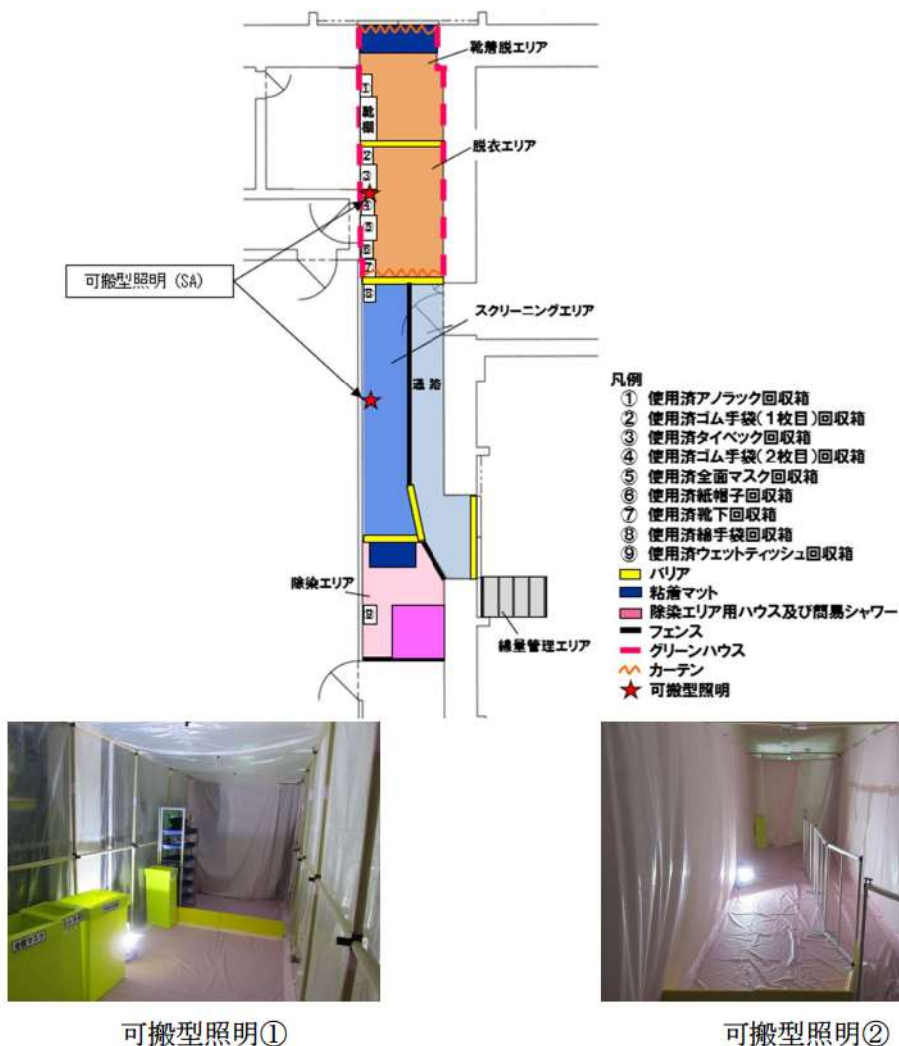 靴着脱エリア
①
靴棚
脱衣エリア
②
③
④
⑤
⑥
⑦
可搬型照明(SA)
⑧
スクリーニングエリア
通路
凡例
① 使用済アノラック回収箱
② 使用済ゴム手袋(1枚目)回収箱
③ 使用済タイベック回収箱
④ 使用済ゴム手袋(2枚目)回収箱
⑤ 使用済全面マスク回収箱
⑥ 使用済紙帽子回収箱
⑦ 使用済靴下回収箱
⑧ 使用済綿手袋回収箱
⑨ 使用済ウェットティッシュ回収箱
バリア
粘着マット
除染エリア用ハウス及び簡易シャワー
フェンス
グリーンハウス
カーテン
可搬型照明
除染エリア
⑨
線量管理エリア
全面マスク
可搬型照明①
可搬型照明②